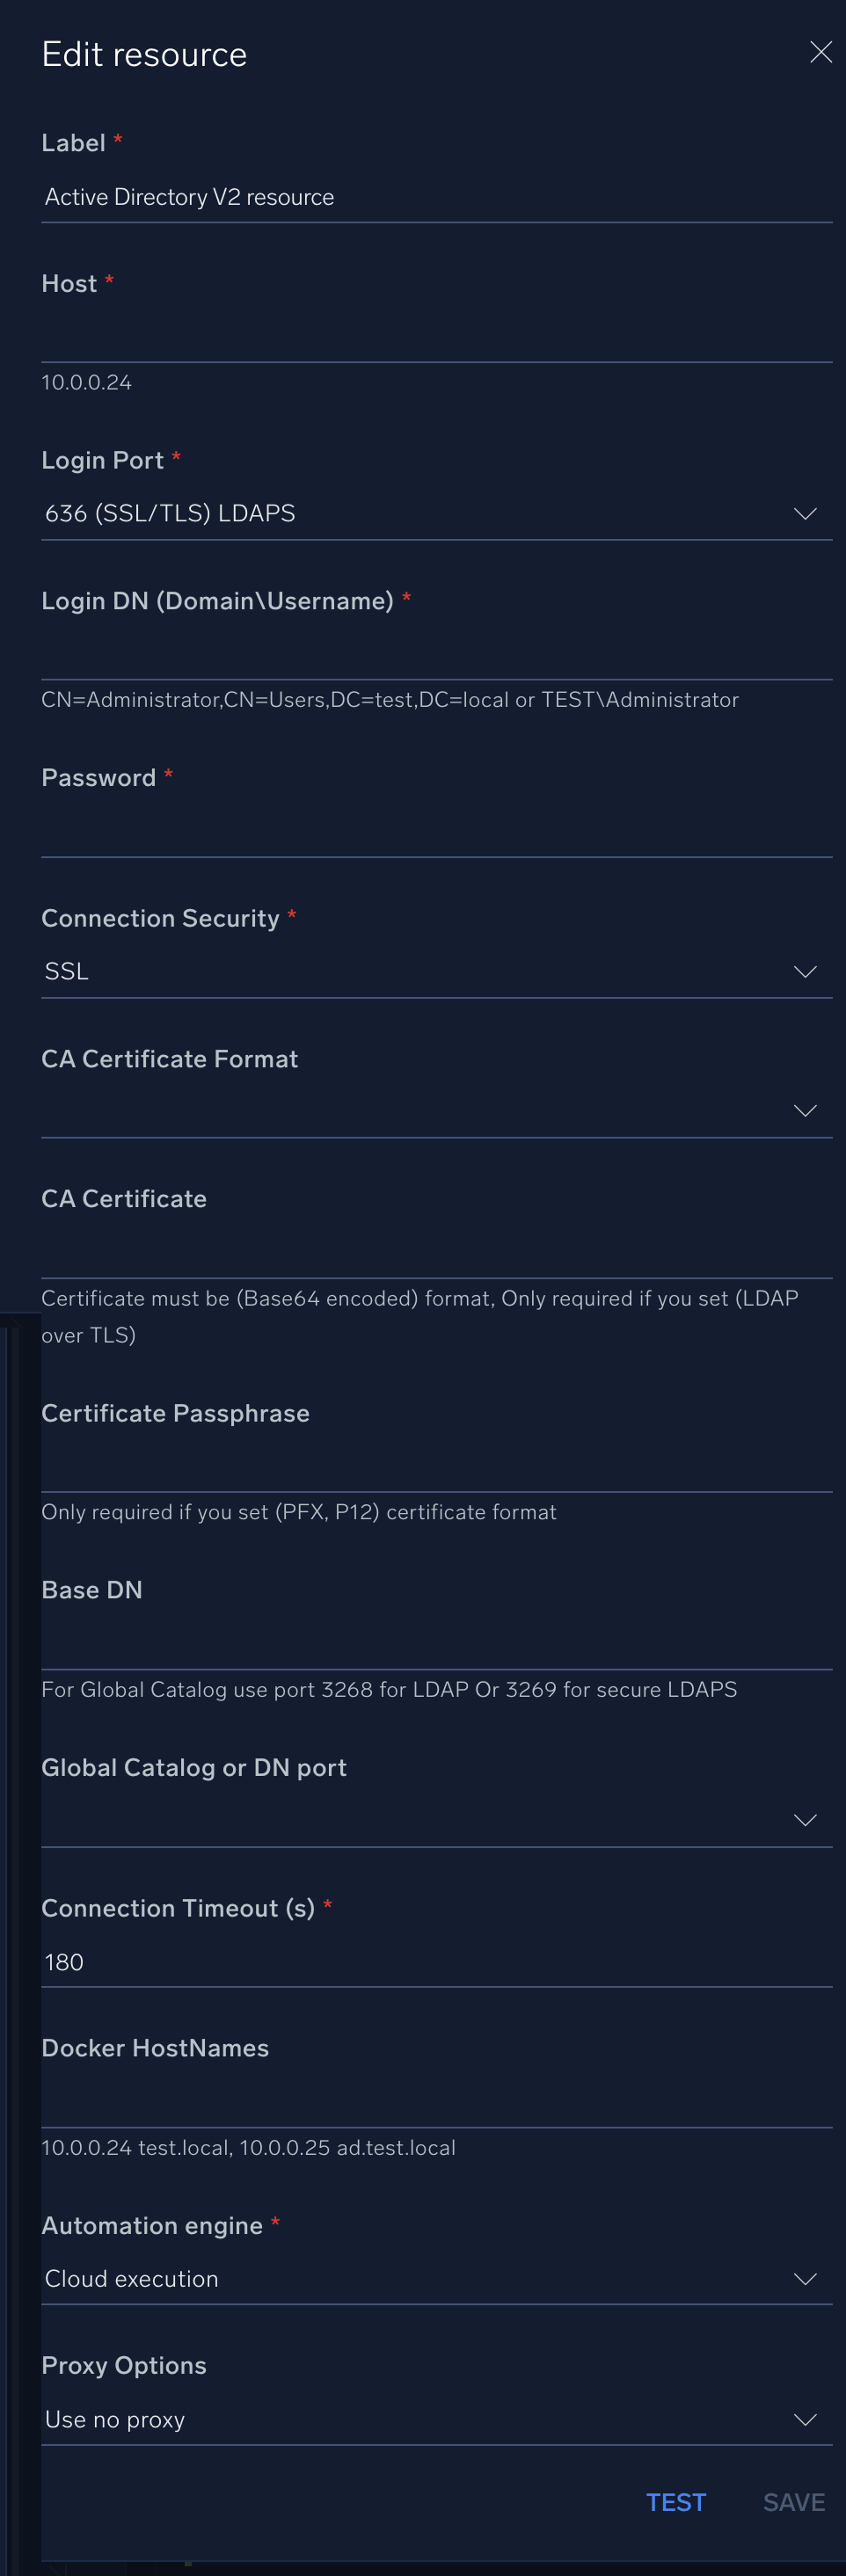 Edit resource
Label *
Active Directory V2 resource
Host *
10.0.0.24
Login Port *
636 (SSL/TLS) LDAPS
Login DN (Domain\Username) *
CN=Administrator,CN=Users,DC=test,DC=local or TEST\Administrator
Password *
Connection Security *
SSL
CA Certificate Format
CA Certificate
Certificate must be (Base64 encoded) format, Only required if you set (LDAP
over TLS)
Certificate Passphrase
Only required if you set (PFX, P12) certificate format
Base DN
For Global Catalog use port 3268 for LDAP Or 3269 for secure LDAPS
Global Catalog or DN port
Connection Timeout (s) *
180
Docker HostNames
10.0.0.24 test.local, 10.0.0.25 ad.test.local
Automation engine *
Cloud execution
Proxy Options
Use no proxy
TEST SAVE